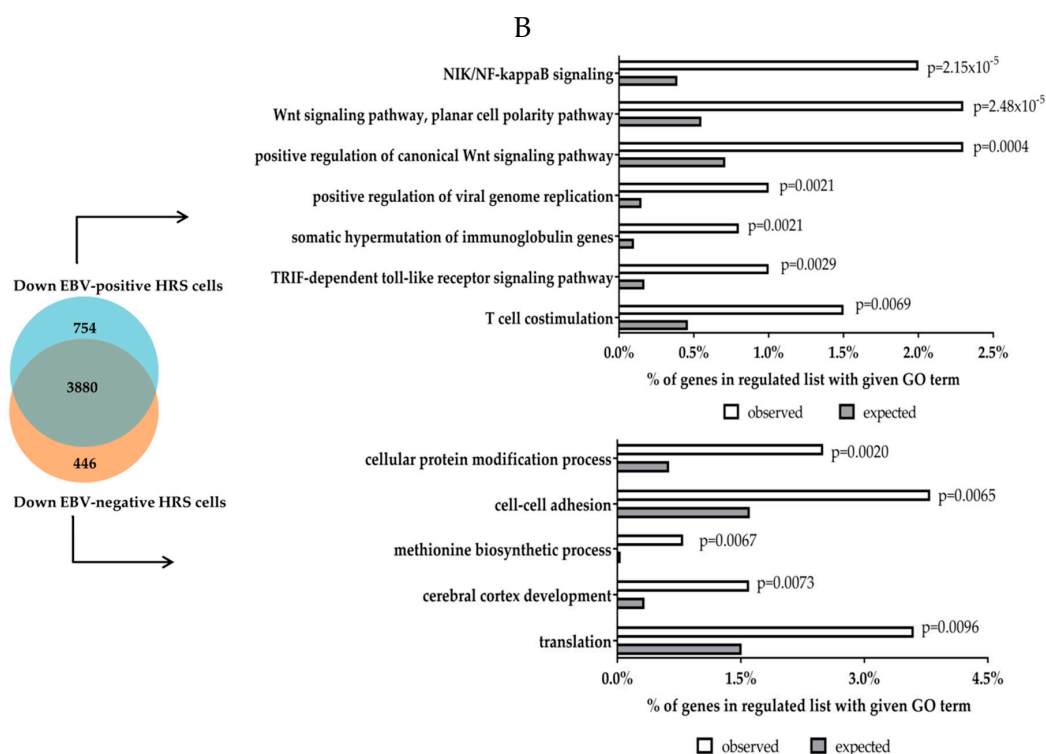 B
NIK/NF-kappaB signaling
p=2.15x10⁻⁵
Wnt signaling pathway, planar cell polarity pathway
p=2.48x10⁻⁵
positive regulation of canonical Wnt signaling pathway
p=0.0004
positive regulation of viral genome replication
p=0.0021
somatic hypermutation of immunoglobulin genes
p=0.0021
TRIF-dependent toll-like receptor signaling pathway
p=0.0029
T cell costimulation
p=0.0069
0.0% 0.5% 1.0% 1.5% 2.0% 2.5%
% of genes in regulated list with given GO term
observed expected
Down EBV-positive HRS cells
754
3880
446
Down EBV-negative HRS cells
cellular protein modification process
p=0.0020
cell-cell adhesion
p=0.0065
methionine biosynthetic process
p=0.0067
cerebral cortex development
p=0.0073
translation
p=0.0096
0.0% 1.5% 3.0% 4.5%
% of genes in regulated list with given GO term
observed expected